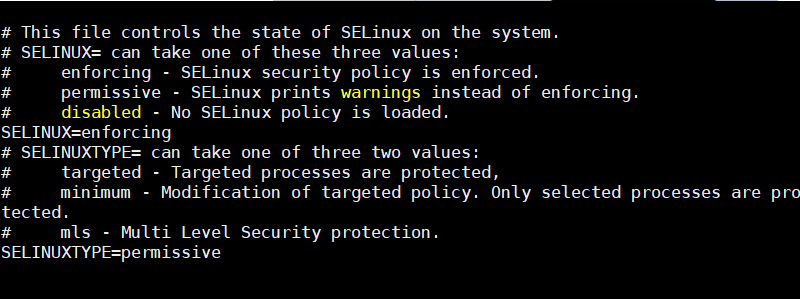 # This file controls the state of SELinux on the system.
# SELINUX= can take one of these three values:
#     enforcing - SELinux security policy is enforced.
#     permissive - SELinux prints warnings instead of enforcing.
#     disabled - No SELinux policy is loaded.
SELINUX=enforcing
# SELINUXTYPE= can take one of three two values:
#     targeted - Targeted processes are protected,
#     minimum - Modification of targeted policy. Only selected processes are pro
tected.
#     mls - Multi Level Security protection.
SELINUXTYPE=permissive